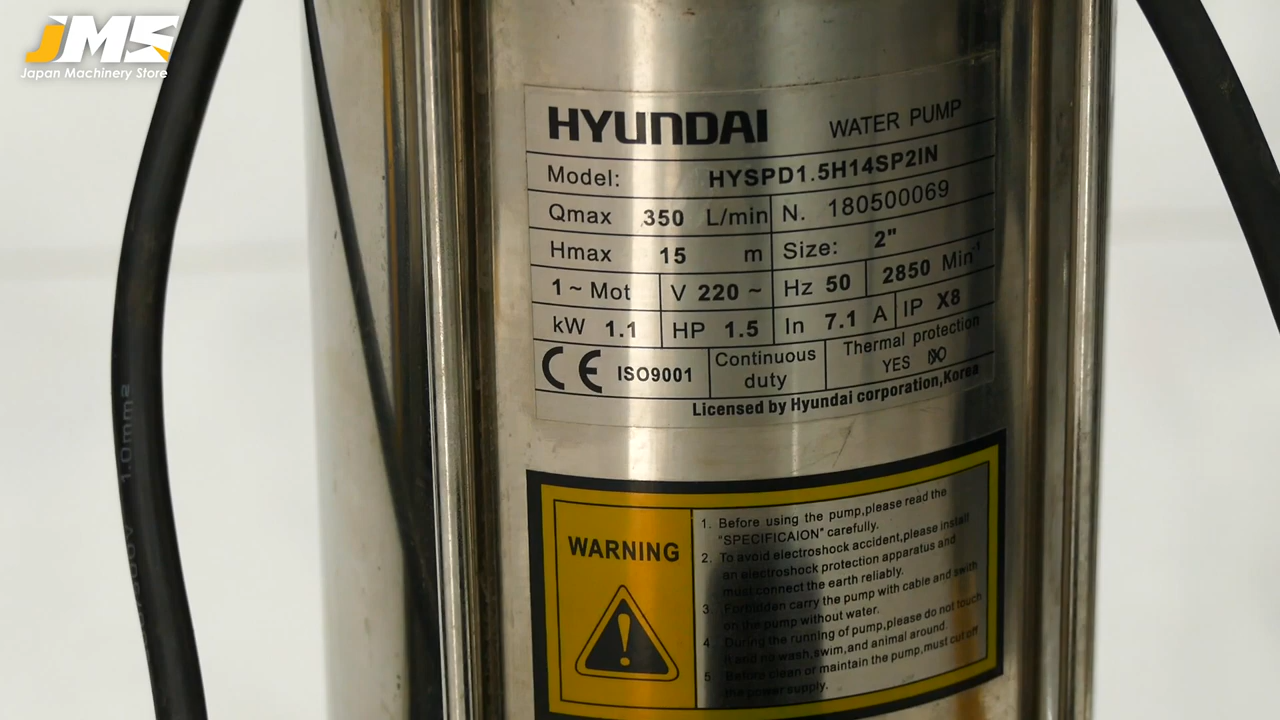 JMS
Japan Machinery Store
HYUNDAI WATER PUMP
Model: HYSPD1.5H14SP2IN
Qmax 350 L/min N. 180500069
Hmax 15 m Size: 2"
1~Mot V 220 ~ Hz 50 2850 Min⁻¹
kW 1.1 HP 1.5 In 7.1 A IP X8
CE ISO9001 Continuous duty Thermal protection YES NO
Licensed by Hyundai corporation,Korea
WARNING
1. Before using the pump,please read the
"SPECIFICAION" carefully.
2. To avoid electroshock accident,please install
an electroshock protection apparatus and
must connect the earth reliably.
3. Forbidden carry the pump with cable and swith
on the pump without water.
4. During the running of pump,please do not touch
it and no wash,swim,and animal around.
5. Before clean or maintain the pump,must cut off
the power supply.
1.0mm2